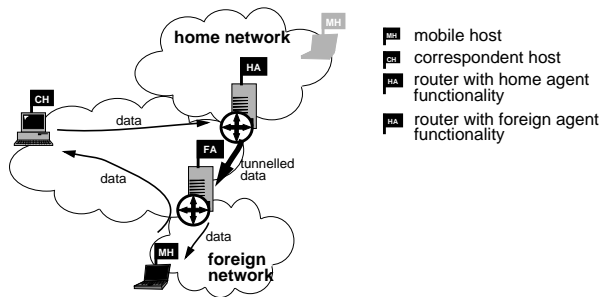 MH
home network
HA
CH
data
FA
tunnelled
data
data
data
MH
foreign
network
MH mobile host
CH correspondent host
HA router with home agent
functionality
HA router with foreign agent
functionality